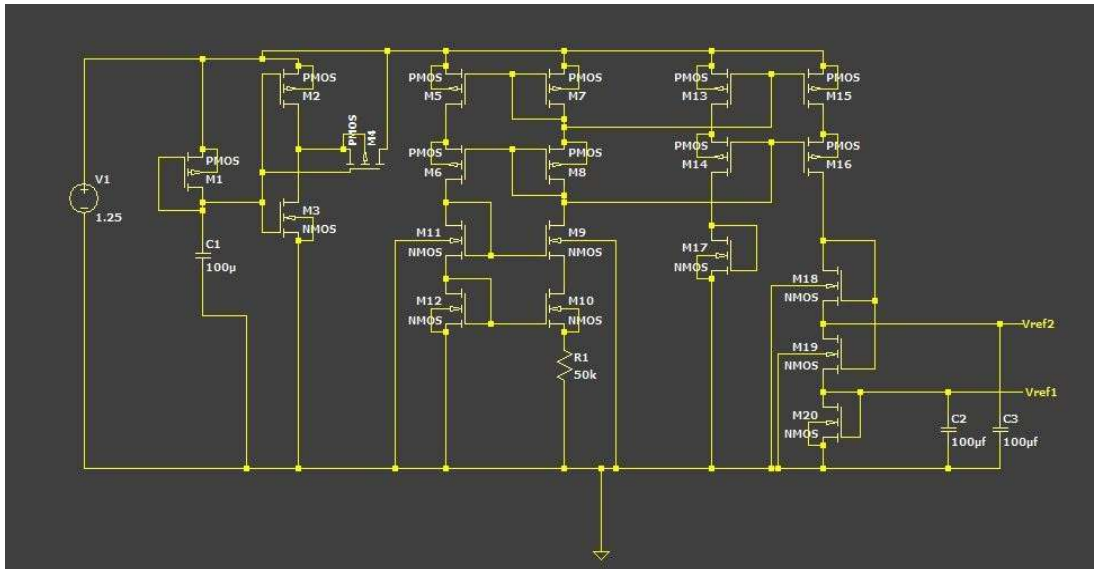 V1
1.25
PMOS
M1
C1
100µ
PMOS
M2
M3
NMOS
PMOS
M4
PMOS
M5
PMOS
M7
PMOS
M6
PMOS
M8
M11
NMOS
M9
NMOS
M12
NMOS
M10
NMOS
R1
50k
PMOS
M13
PMOS
M15
PMOS
M14
PMOS
M16
M17
NMOS
M18
NMOS
M19
NMOS
M20
NMOS
Vref2
Vref1
C2
100µf
C3
100µf